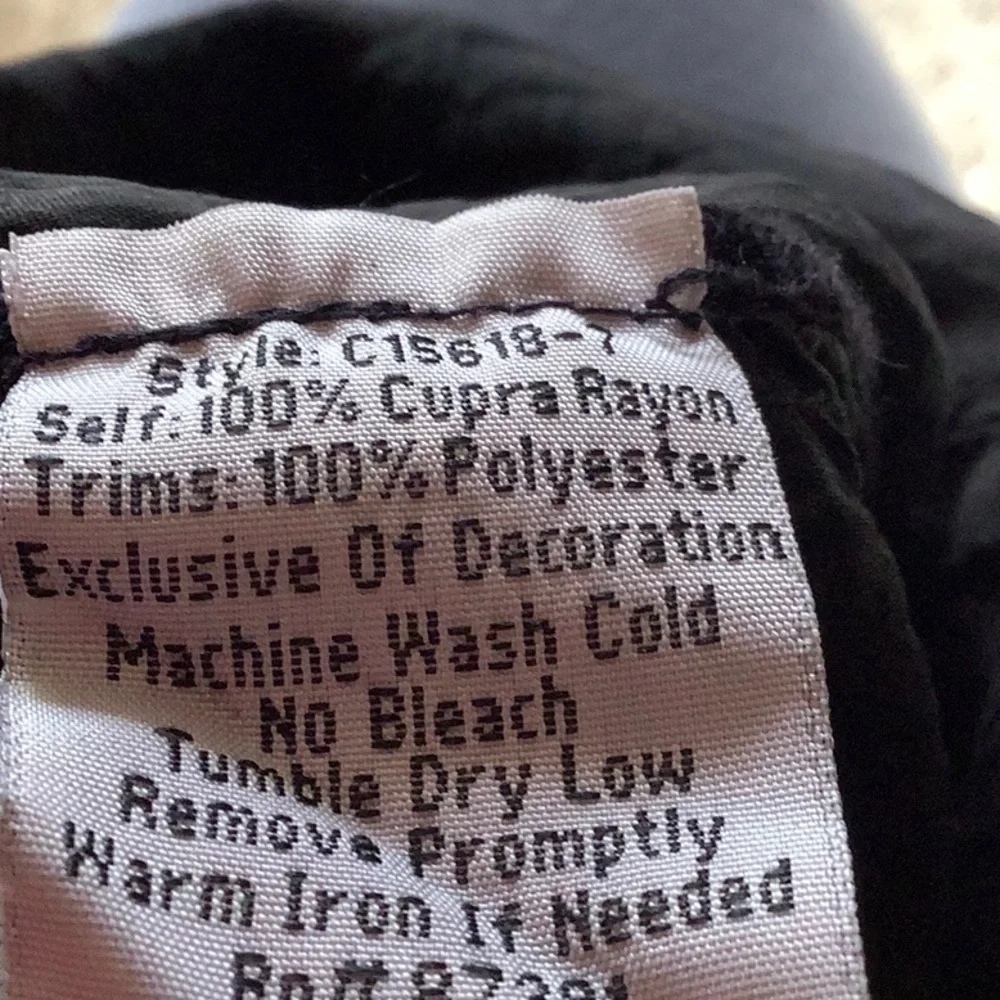 Style: C15618-7
Self: 100% Cupra Rayon
Trims: 100% Polyester
Exclusive Of Decoration
Machine Wash Cold
No Bleach
Tumble Dry Low
Remove Promptly
Warm Iron If Needed